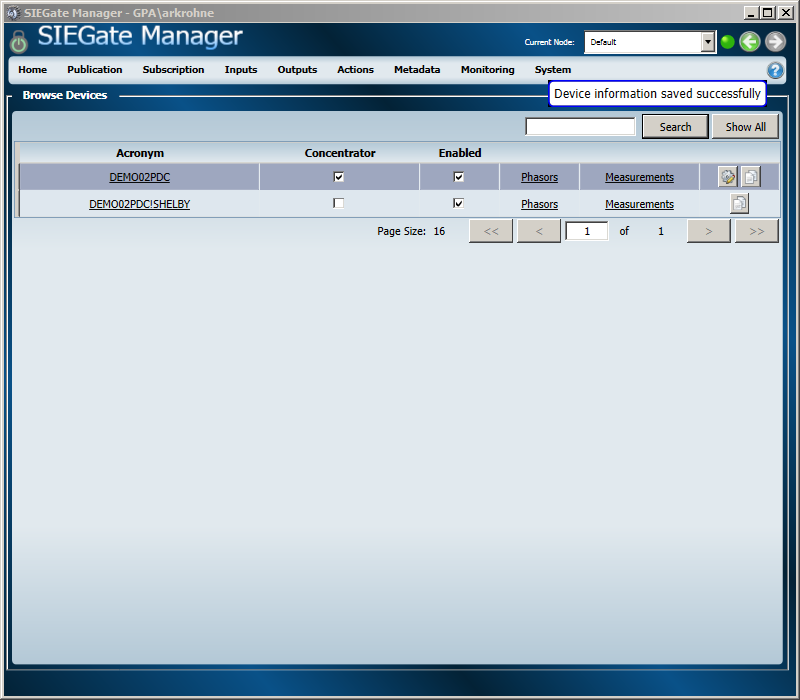 SIEGate Manager - GPA\arkrohne
SIEGate Manager
Current Node: Default
Home Publication Subscription Inputs Outputs Actions Metadata Monitoring System ?
Browse Devices
Device information saved successfully
Search Show All
Acronym Concentrator Enabled
DEMO02PDC Phasors Measurements
DEMO02PDC!SHELBY Phasors Measurements
Page Size: 16 << < 1 of 1 > >>